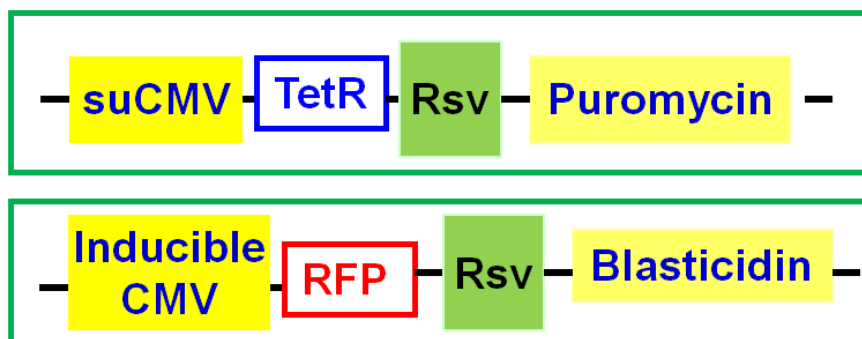 suCMV TetR Rsv Puromycin
Inducible
CMV RFP Rsv Blasticidin